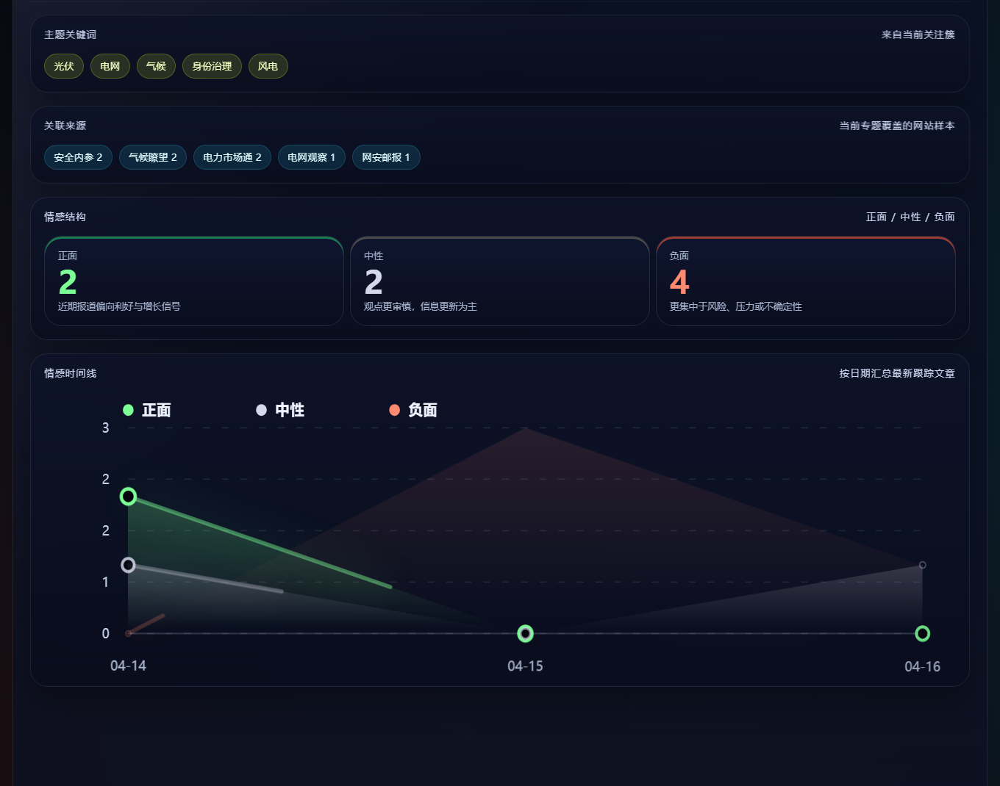 主题关键词
来自当前关注簇
光伏 电网 气候 身份治理 风电
关联来源
当前专题覆盖的网站样本
安全内参 2 气候瞭望 2 电力市场通 2 电网观察 1 网安邮报 1
情感结构
正面 / 中性 / 负面
正面
2
近期报道偏向利好与增长信号
中性
2
观点更审慎，信息更新为主
负面
4
更集中于风险、压力或不确定性
情感时间线
按日期汇总最新跟踪文章
正面 中性 负面
3
2
2
1
0
04-14 04-15 04-16